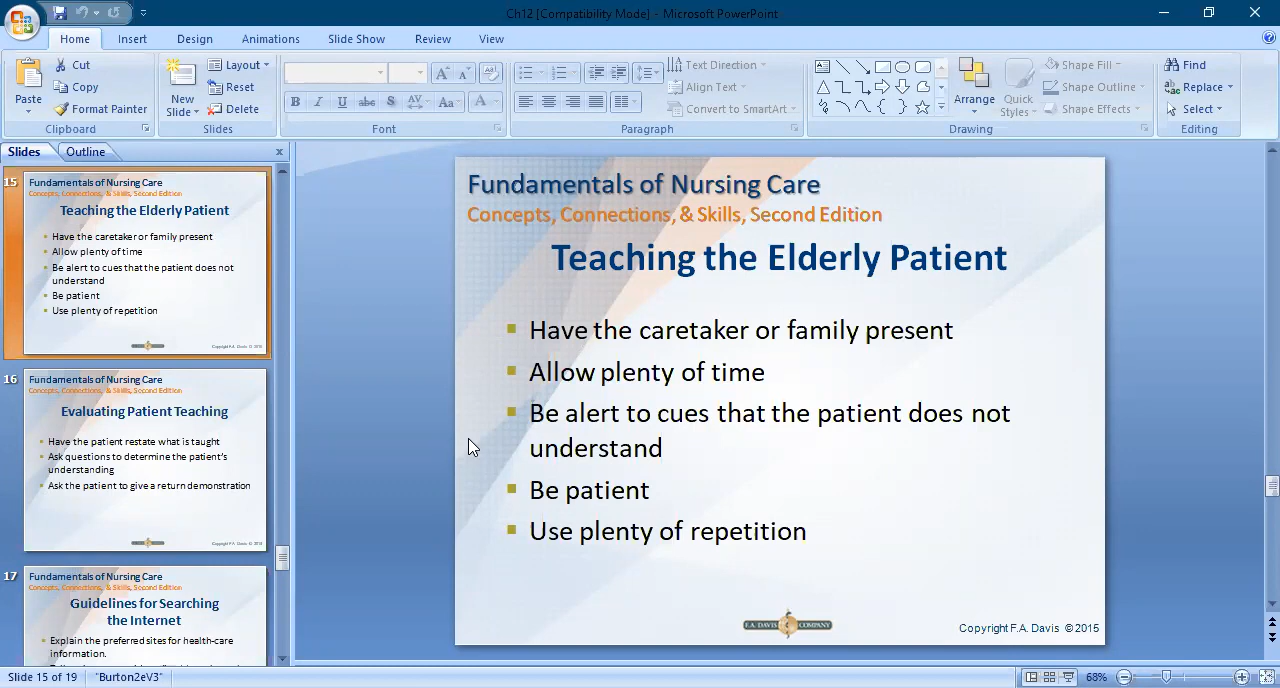 Ch12 [Compatibility Mode] - Microsoft PowerPoint
Home Insert Design Animations Slide Show Review View
Paste
Cut
Copy
Format Painter
Clipboard
New Slide
Layout
Reset
Delete
Slides
Font
Text Direction
Align Text
Convert to SmartArt
Paragraph
Arrange
Quick Styles
Shape Fill
Shape Outline
Shape Effects
Drawing
Find
Replace
Select
Editing
Slides Outline
15
Fundamentals of Nursing Care
Concepts, Connections, & Skills, Second Edition
Teaching the Elderly Patient
Have the caretaker or family present
Allow plenty of time
Be alert to cues that the patient does not
understand
Be patient
Use plenty of repetition
Copyright F.A. Davis © 2015
16
Fundamentals of Nursing Care
Concepts, Connections, & Skills, Second Edition
Evaluating Patient Teaching
Have the patient restate what is taught
Ask questions to determine the patient's
understanding
Ask the patient to give a return demonstration
Copyright F.A. Davis © 2015
17
Fundamentals of Nursing Care
Concepts, Connections, & Skills, Second Edition
Guidelines for Searching
the Internet
Explain the preferred sites for health-care
information.
Fundamentals of Nursing Care
Concepts, Connections, & Skills, Second Edition
Teaching the Elderly Patient
Have the caretaker or family present
Allow plenty of time
Be alert to cues that the patient does not
understand
Be patient
Use plenty of repetition
F.A. DAVIS COMPANY
Copyright F.A. Davis © 2015
Slide 15 of 19 "Burton2eV3" 68%